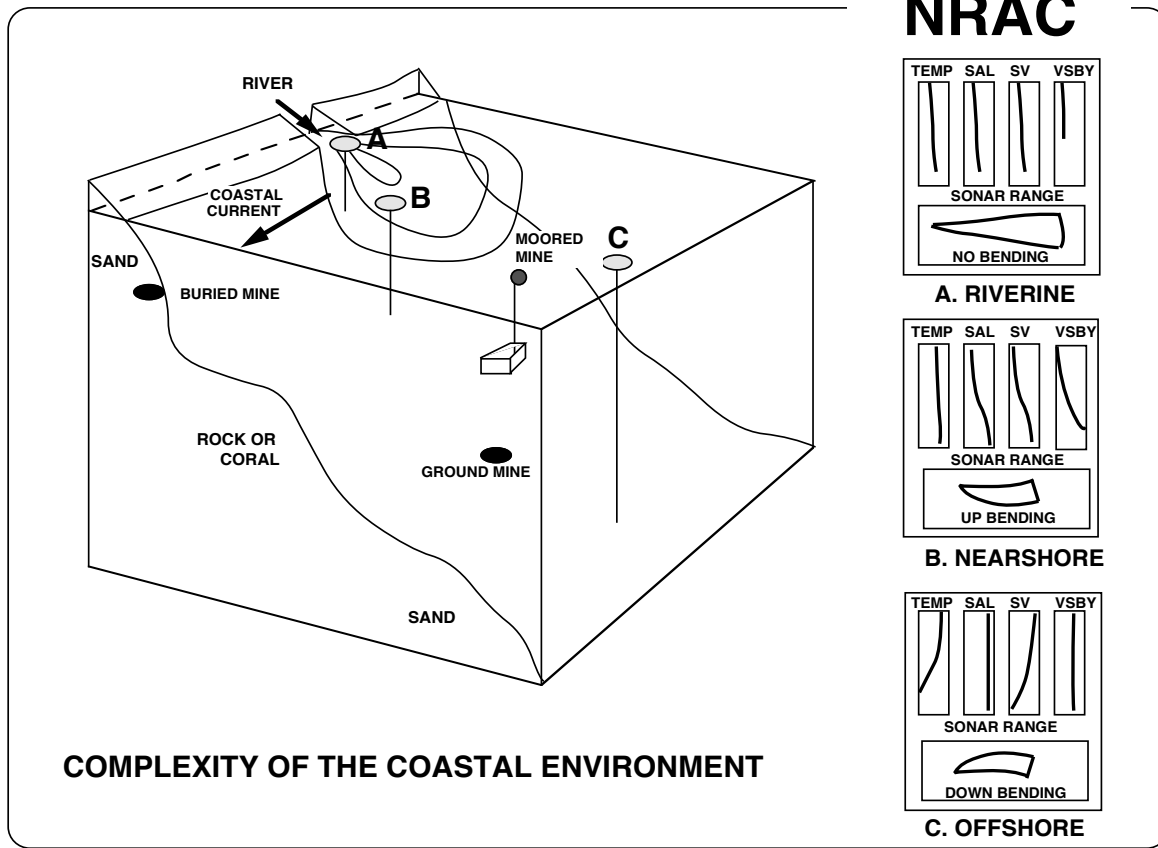 NRAC
RIVER
A
B
COASTAL
CURRENT
C
MOORED
MINE
SAND
BURIED MINE
ROCK OR
CORAL
GROUND MINE
SAND
COMPLEXITY OF THE COASTAL ENVIRONMENT
TEMP SAL SV VSBY
SONAR RANGE
NO BENDING
A. RIVERINE
TEMP SAL SV VSBY
SONAR RANGE
UP BENDING
B. NEARSHORE
TEMP SAL SV VSBY
SONAR RANGE
DOWN BENDING
C. OFFSHORE